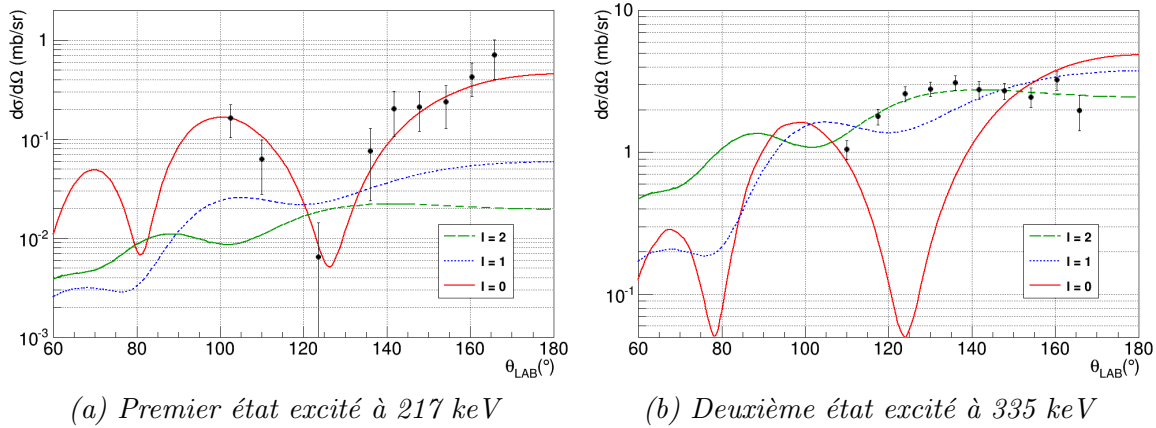 dσ/dΩ (mb/sr)
1
10⁻¹
10⁻²
10⁻³
60 80 100 120 140 160 180
θ_LAB(°)
l = 2
l = 1
l = 0
(a) Premier état excité à 217 keV
dσ/dΩ (mb/sr)
10
1
10⁻¹
60 80 100 120 140 160 180
θ_LAB(°)
l = 2
l = 1
l = 0
(b) Deuxième état excité à 335 keV